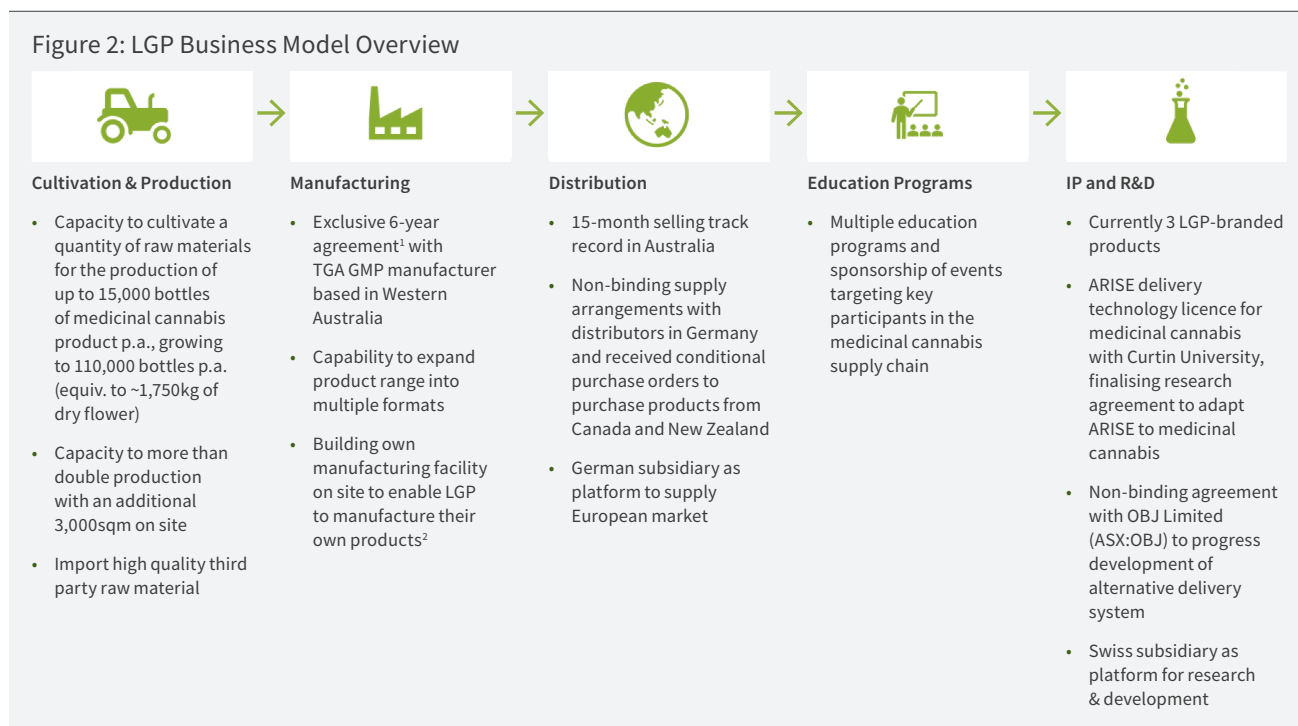 Figure 2: LGP Business Model Overview
Cultivation & Production
• Capacity to cultivate a
quantity of raw materials
for the production of
up to 15,000 bottles
of medicinal cannabis
product p.a., growing
to 110,000 bottles p.a.
(equiv. to ~1,750kg of
dry flower)
• Capacity to more than
double production
with an additional
3,000sqm on site
• Import high quality third
party raw material
Manufacturing
• Exclusive 6-year
agreement¹ with
TGA GMP manufacturer
based in Western
Australia
• Capability to expand
product range into
multiple formats
• Building own
manufacturing facility
on site to enable LGP
to manufacture their
own products²
Distribution
• 15-month selling track
record in Australia
• Non-binding supply
arrangements with
distributors in Germany
and received conditional
purchase orders to
purchase products from
Canada and New Zealand
• German subsidiary as
platform to supply
European market
Education Programs
• Multiple education
programs and
sponsorship of events
targeting key
participants in the
medicinal cannabis
supply chain
IP and R&D
• Currently 3 LGP-branded
products
• ARISE delivery
technology licence for
medicinal cannabis
with Curtin University,
finalising research
agreement to adapt
ARISE to medicinal
cannabis
• Non-binding agreement
with OBJ Limited
(ASX:OBJ) to progress
development of
alternative delivery
system
• Swiss subsidiary as
platform for research
& development